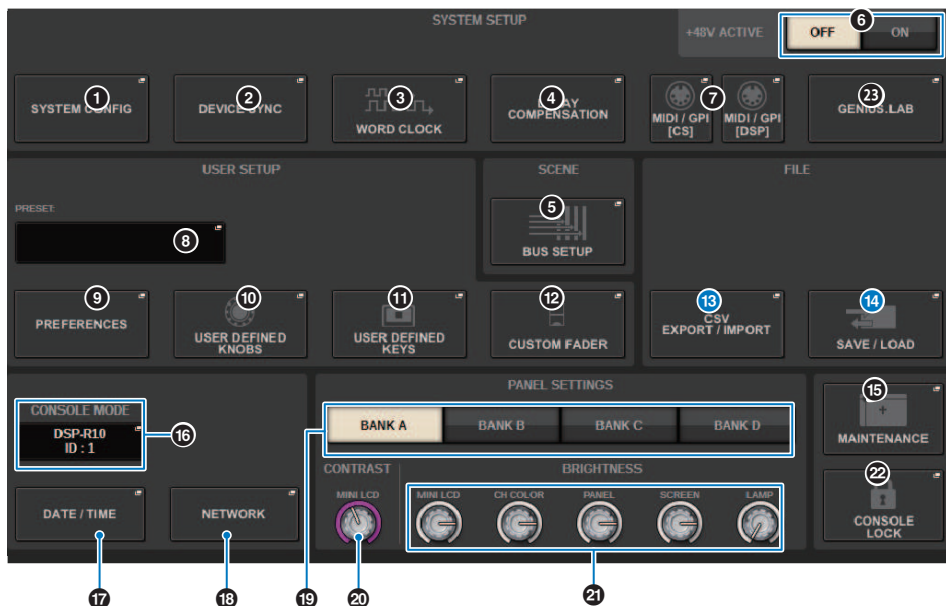 SYSTEM SETUP
+48V ACTIVE
6
OFF
ON
1
SYSTEM CONFIG
2
DEVICE SYNC
3
WORD CLOCK
4
DELAY
COMPENSATION
7
MIDI / GPI
[CS]
MIDI / GPI
[DSP]
23
GENIUS.LAB
USER SETUP
SCENE
FILE
PRESET:
8
5
BUS SETUP
9
PREFERENCES
10
USER DEFINED
KNOBS
11
USER DEFINED
KEYS
12
CUSTOM FADER
13
CSV
EXPORT / IMPORT
14
SAVE / LOAD
CONSOLE MODE
DSP-R10
ID : 1
16
PANEL SETTINGS
BANK A
BANK B
BANK C
BANK D
15
MAINTENANCE
CONTRAST
BRIGHTNESS
MINI LCD
MINI LCD
CH COLOR
PANEL
SCREEN
LAMP
22
CONSOLE
LOCK
DATE / TIME
NETWORK
17
18
19
20
21